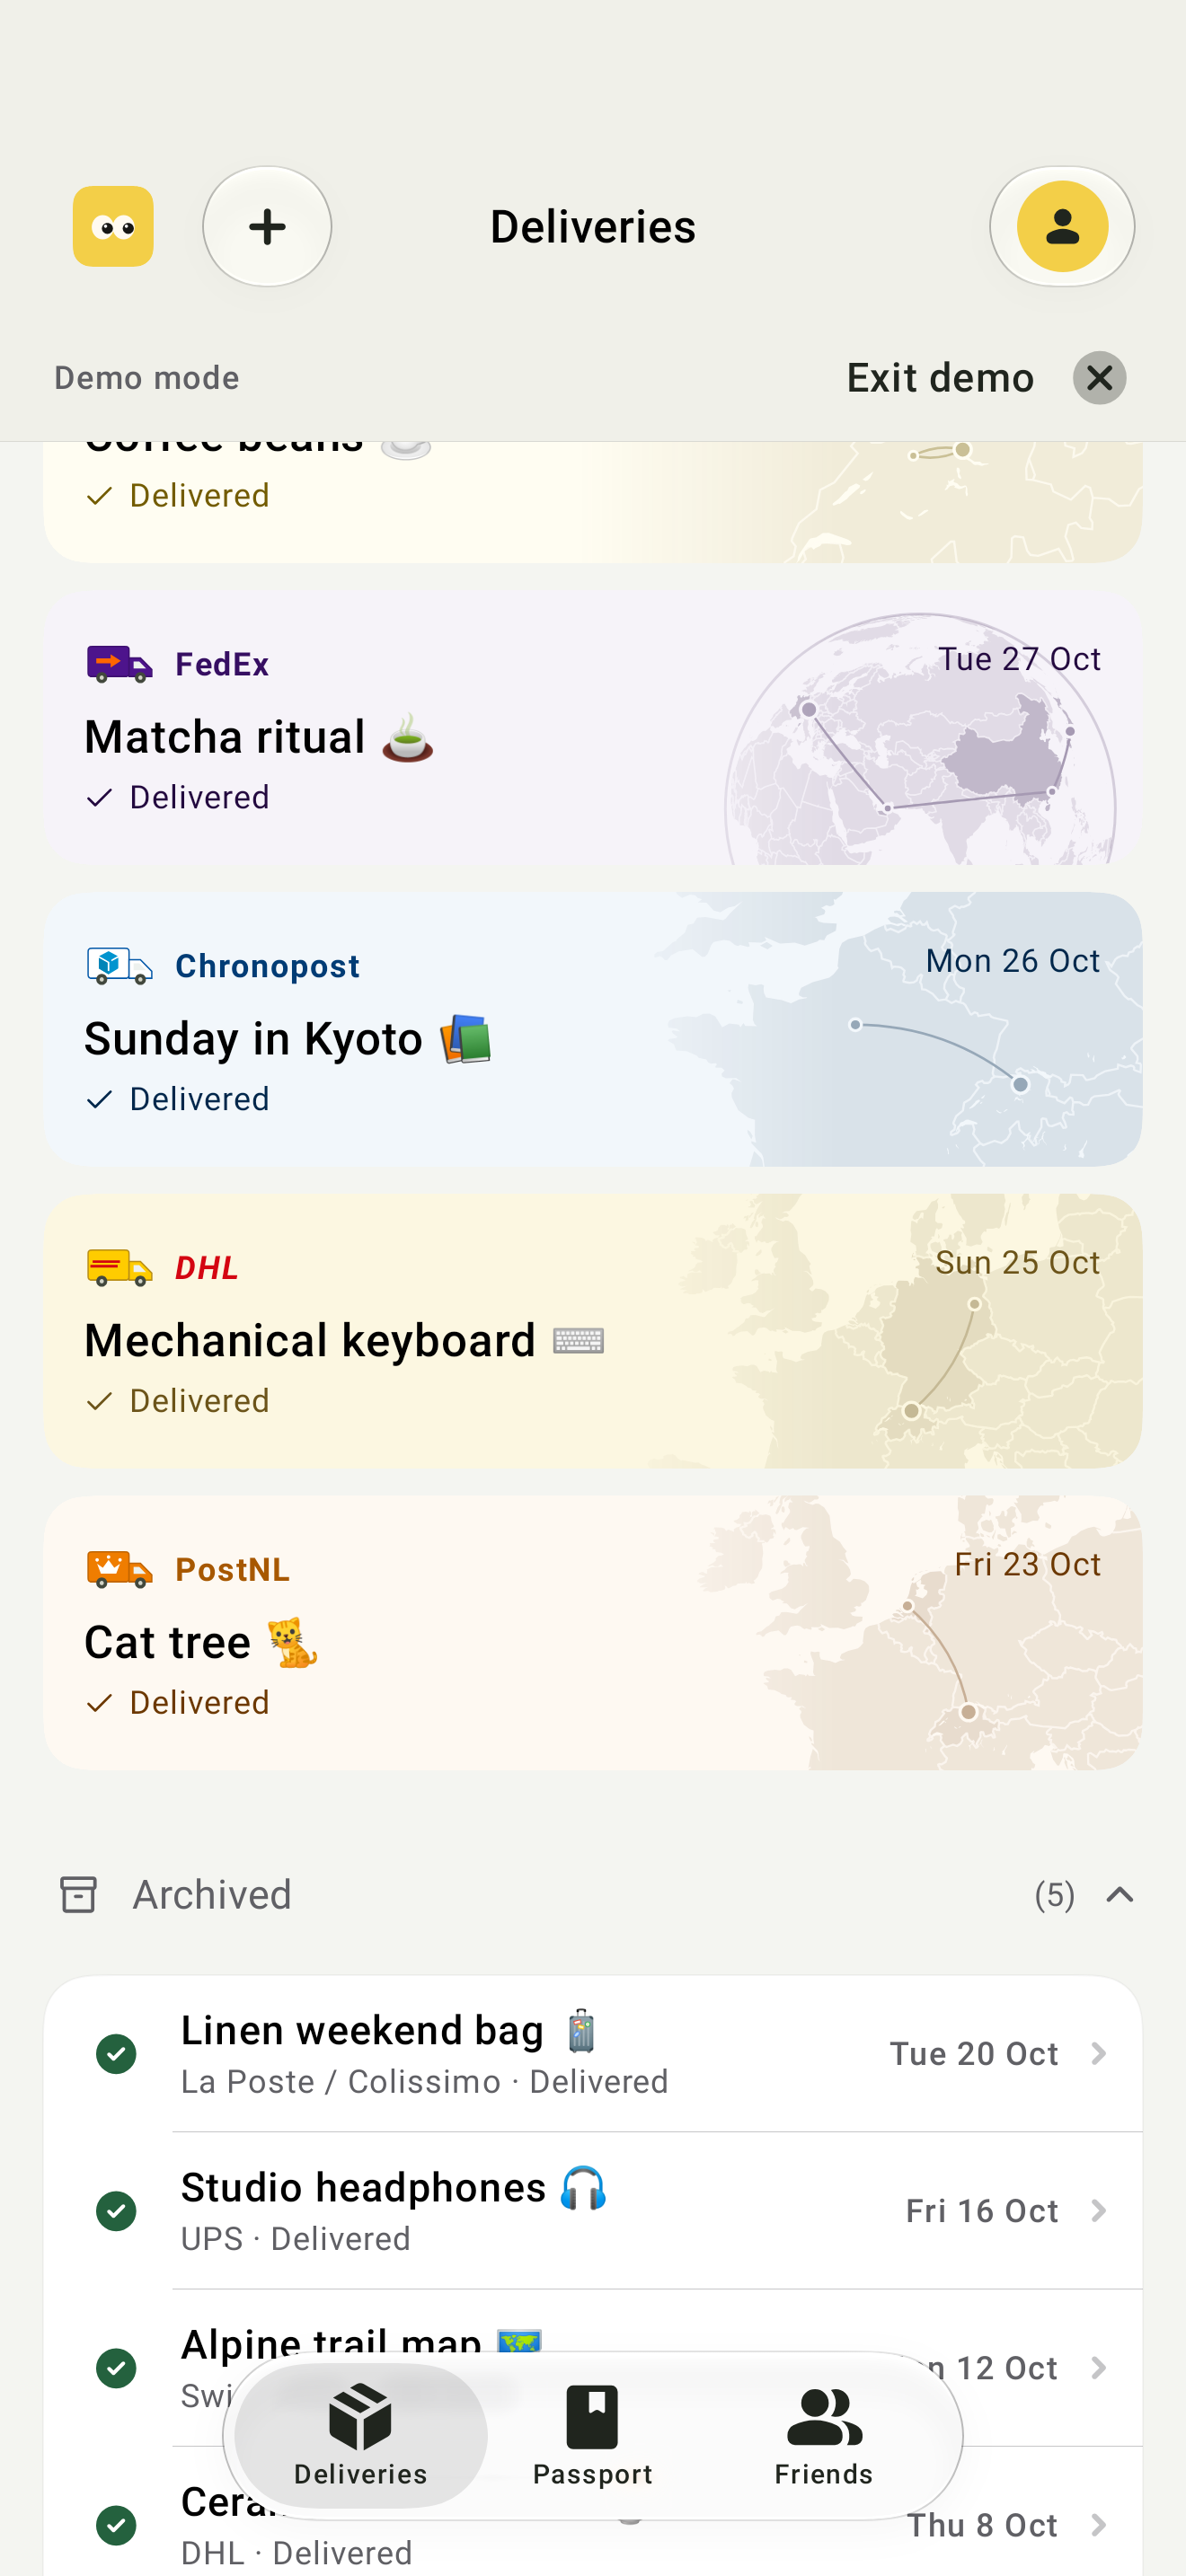 Deliveries
Demo mode
Exit demo
Coffee beans
Delivered
FedEx
Tue 27 Oct
Matcha ritual
Delivered
Chronopost
Mon 26 Oct
Sunday in Kyoto
Delivered
DHL
Sun 25 Oct
Mechanical keyboard
Delivered
PostNL
Fri 23 Oct
Cat tree
Delivered
Archived
(5)
Linen weekend bag
Tue 20 Oct
La Poste / Colissimo · Delivered
Studio headphones
Fri 16 Oct
UPS · Delivered
Alpine trail map
12 Oct
Deliveries
Passport
Friends
Thu 8 Oct
DHL · Delivered